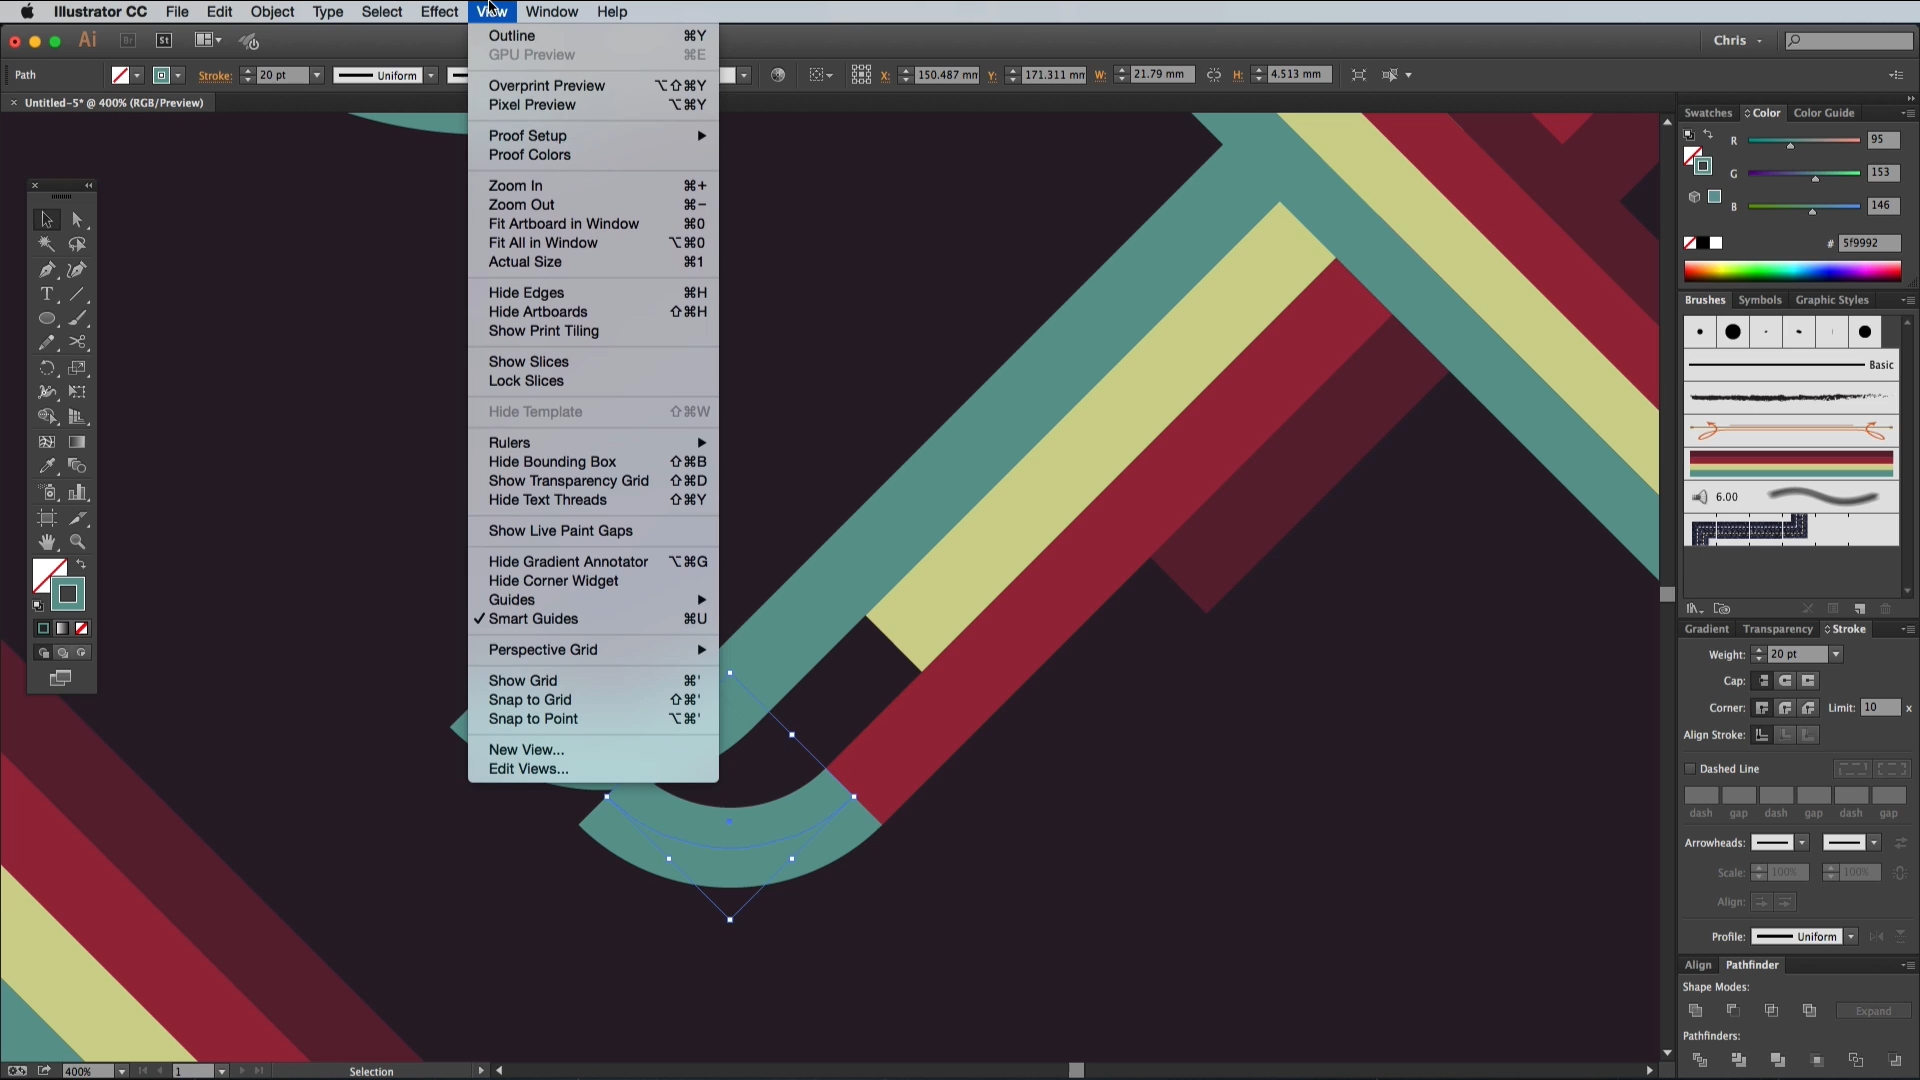 Illustrator CC File Edit Object Type Select Effect View Window Help
Ai Br St Chris
Path Stroke: 20 pt Uniform X: 150.487 mm Y: 171.311 mm W: 21.79 mm H: 4.513 mm
× Untitled-5* @ 400% (RGB/Preview)
Outline ⌘Y
GPU Preview ⌘E
Overprint Preview ⌥⇧⌘Y
Pixel Preview ⌥⌘Y
Proof Setup
Proof Colors
Zoom In ⌘+
Zoom Out ⌘−
Fit Artboard in Window ⌘0
Fit All in Window ⌥⌘0
Actual Size ⌘1
Hide Edges ⌘H
Hide Artboards ⇧⌘H
Show Print Tiling
Show Slices
Lock Slices
Hide Template ⇧⌘W
Rulers
Hide Bounding Box ⇧⌘B
Show Transparency Grid ⇧⌘D
Hide Text Threads ⇧⌘Y
Show Live Paint Gaps
Hide Gradient Annotator ⌥⌘G
Hide Corner Widget
Guides
✓ Smart Guides ⌘U
Perspective Grid
Show Grid ⌘'
Snap to Grid ⇧⌘'
Snap to Point ⌥⌘'
New View...
Edit Views...
Swatches Color Color Guide
R 95
G 153
B 146
# 5f9992
Brushes Symbols Graphic Styles
Basic
6.00
Gradient Transparency Stroke
Weight: 20 pt
Cap:
Corner: Limit: 10 x
Align Stroke:
Dashed Line
dash gap dash gap dash gap
Arrowheads:
Scale: 100% 100%
Align:
Profile: Uniform
Align Pathfinder
Shape Modes:
Expand
Pathfinders:
400% 1 Selection